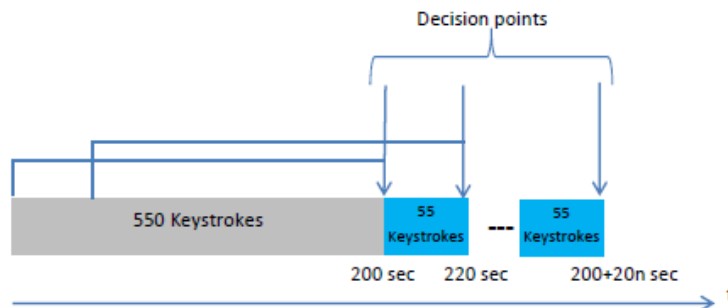 Decision points
550 Keystrokes
55
Keystrokes
---
55
Keystrokes
200 sec
220 sec
200+20n sec